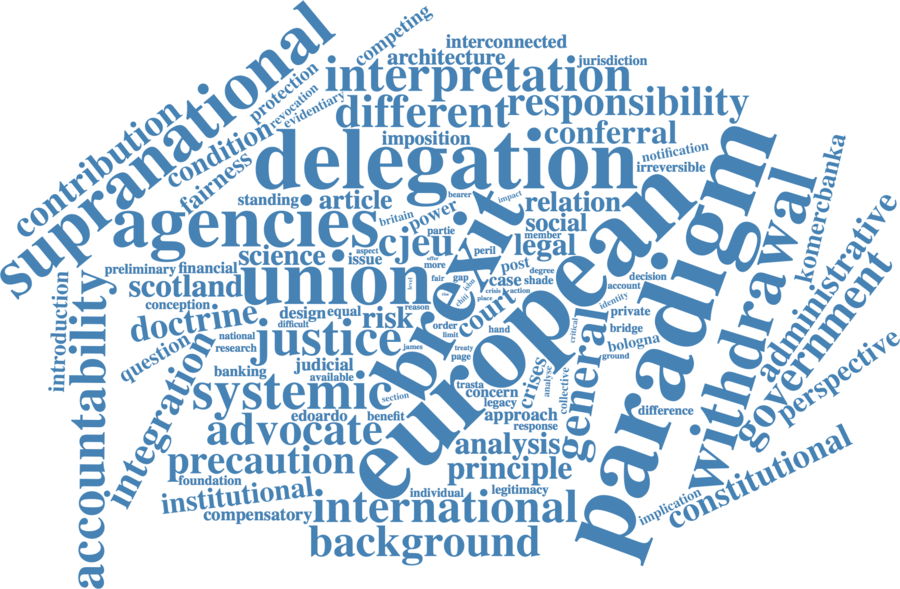 competing
interconnected
architecture
jurisdiction
supranational
protection
interpretation
revocation
evidentiary
different
responsibility
contribution
condition
imposition
conferral
fairness
delegation
notification
irreversible
standing
article
bearer
impact
relation
agencies
britain
power
partie
social
member
paradigm
komercbanka
science
aspect
issue
cjeu
brexit
peril
legal
withdrawal
administrative
preliminary
financial
offer
more
post
degree
scotland
union
level
fair
gap
case
shade
decision
account
introduction
conception
reason
crisis
action
place
identity
accountability
doctrine
design
equal
risk
court
european
private
government
difficult
order
limit
hand
critical
bridge
question
national
research
justice
james
treaty
page
general
bologna
ground
perspective
integration
banking
judicial
available
crises
analyse
collective
systemic
section
trasta
concern
legacy
edoardo
benefit
approach
response
difference
advocate
analysis
precaution
principle
foundation
institutional
individual
legitimacy
implication
constitutional
compensatory
international
background